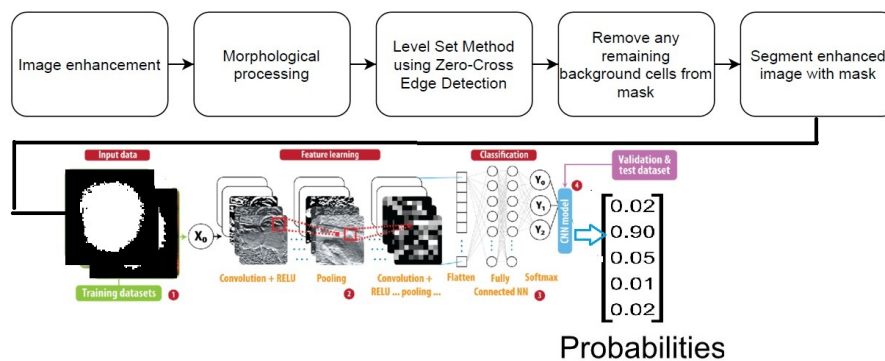 Image enhancement
Morphological
processing
Level Set Method
using Zero-Cross
Edge Detection
Remove any
remaining
background cells from
mask
Segment enhanced
image with mask
Input data
Feature learning
Classification
Validation &
test dataset
X₀
Y₀
Y₁
Y₂
4
CNN model
0.02
0.90
0.05
0.01
0.02
Convolution + RELU
Pooling
Convolution +
RELU ... pooling ...
Flatten
Fully
Connected NN
Softmax
Training datasets
1
2
3
Probabilities